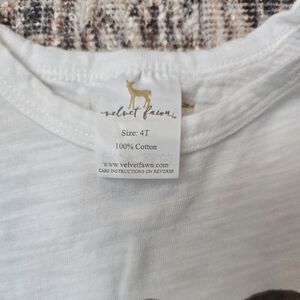 velvet fawn
Size: 4T
100% Cotton
www.velvetfawn.com
CARE INSTRUCTIONS ON REVERSE